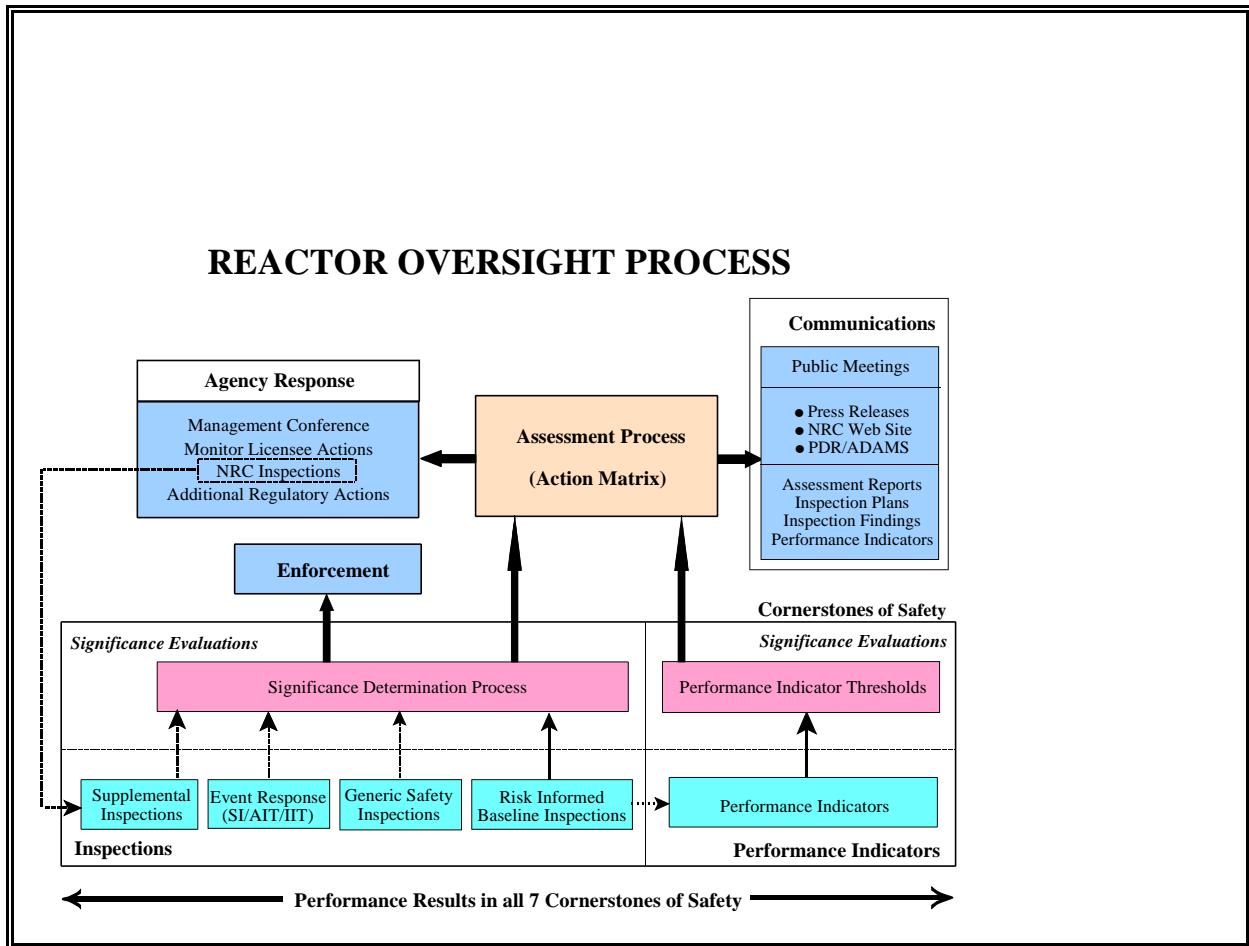 REACTOR OVERSIGHT PROCESS
Communications
Public Meetings
● Press Releases
● NRC Web Site
● PDR/ADAMS
Assessment Reports
Inspection Plans
Inspection Findings
Performance Indicators
Agency Response
Management Conference
Monitor Licensee Actions
NRC Inspections
Additional Regulatory Actions
Assessment Process
(Action Matrix)
Enforcement
Cornerstones of Safety
Significance Evaluations
Significance Evaluations
Significance Determination Process
Performance Indicator Thresholds
Supplemental
Inspections
Event Response
(SI/AIT/IIT)
Generic Safety
Inspections
Risk Informed
Baseline Inspections
Performance Indicators
Inspections
Performance Indicators
Performance Results in all 7 Cornerstones of Safety